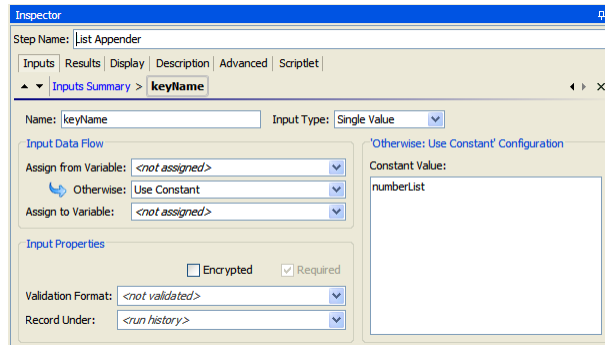 Inspector
Step Name: List Appender
Inputs Results Display Description Advanced Scriptlet
Inputs Summary > keyName
Name: keyName Input Type: Single Value
Input Data Flow
Assign from Variable: <not assigned>
Otherwise: Use Constant
Assign to Variable: <not assigned>
'Otherwise: Use Constant' Configuration
Constant Value:
numberList
Input Properties
Encrypted Required
Validation Format: <not validated>
Record Under: <run history>